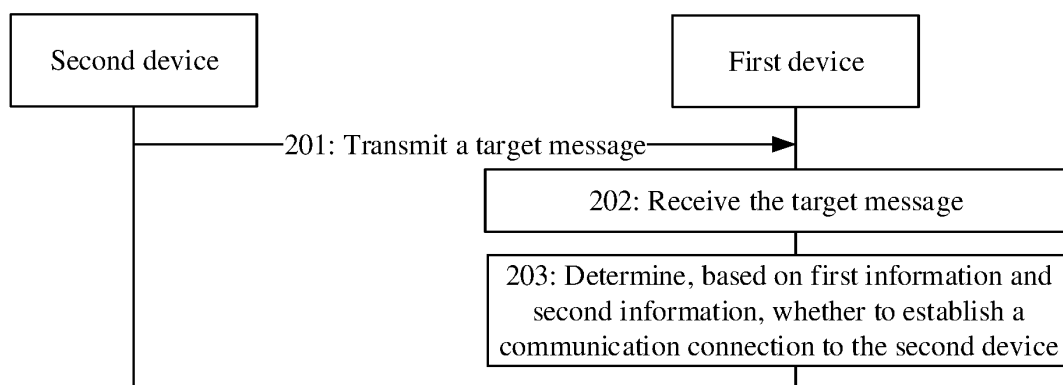 Second device
First device
201: Transmit a target message
202: Receive the target message
203: Determine, based on first information and
second information, whether to establish a
communication connection to the second device